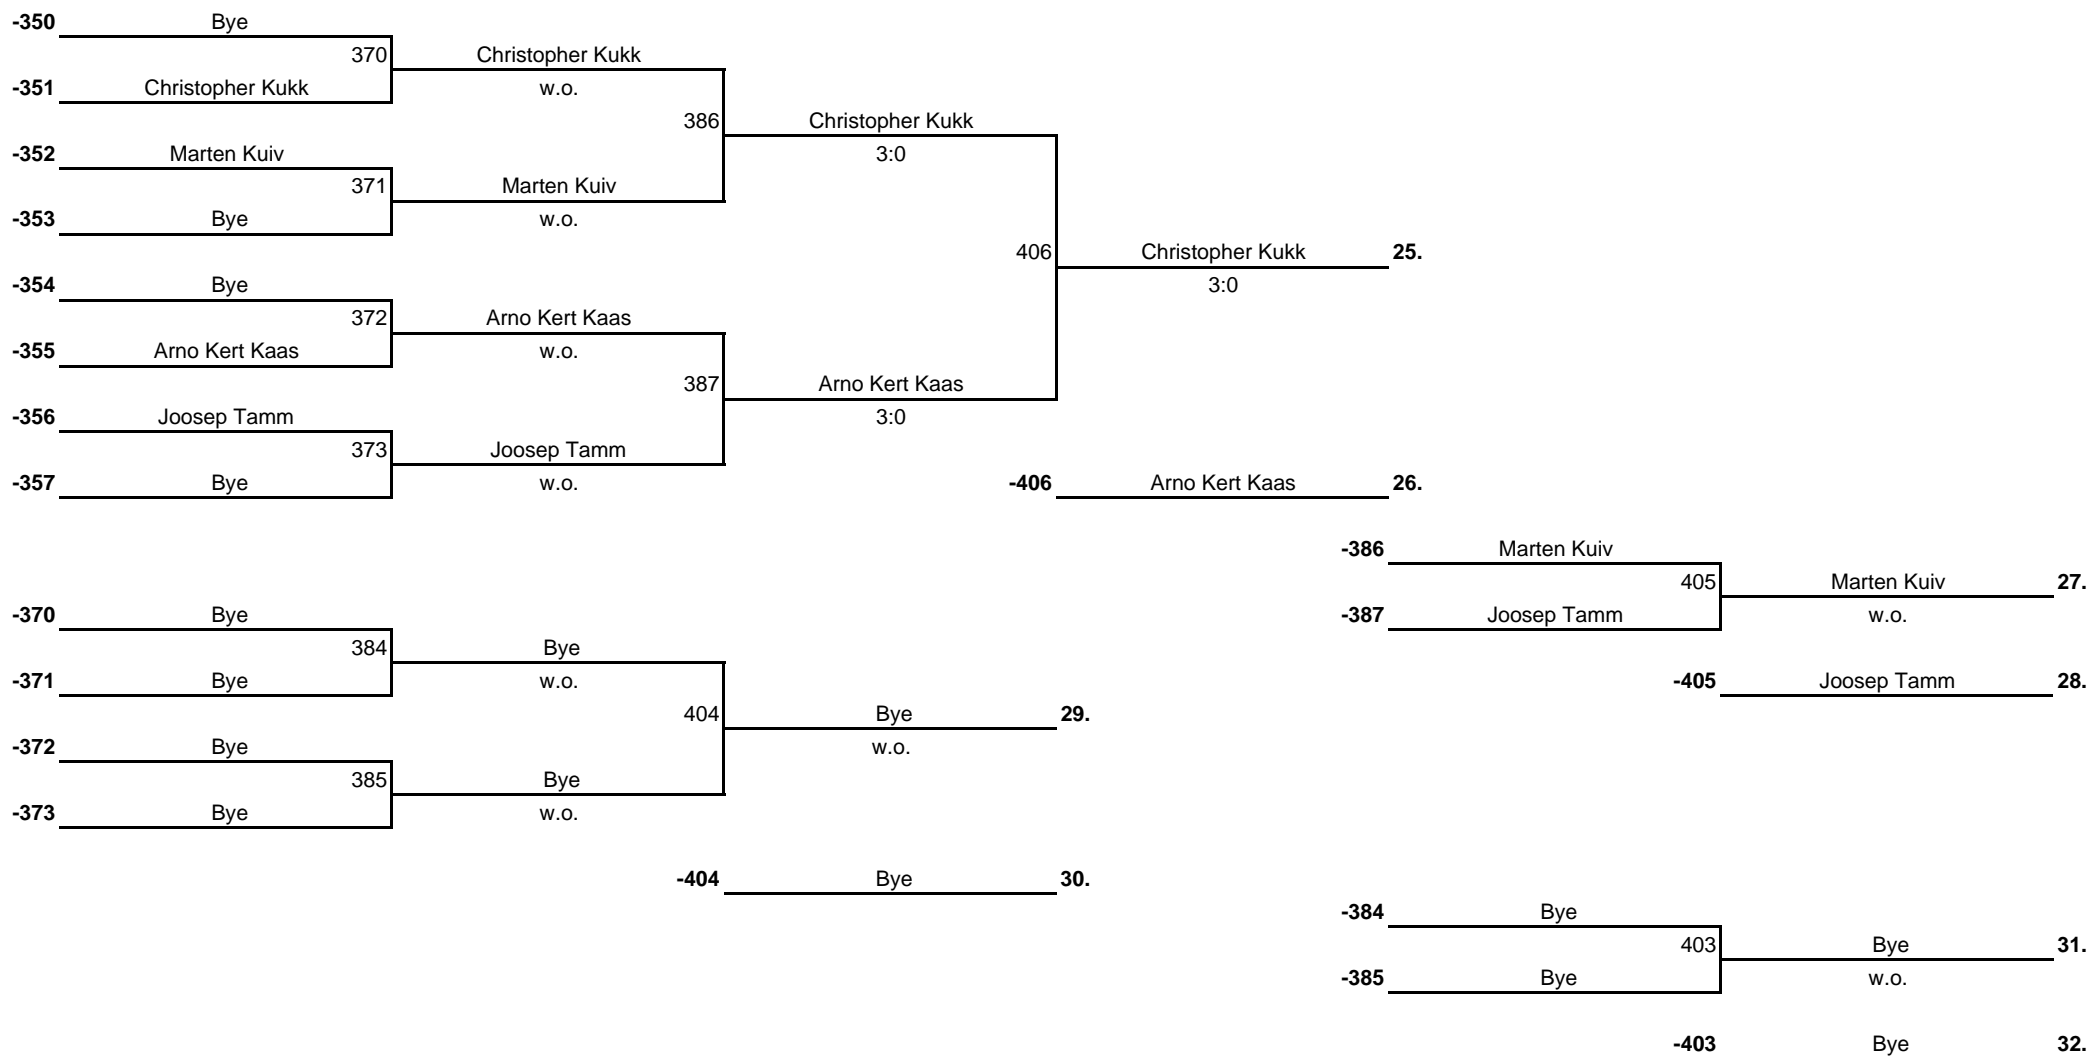 -350 Bye
370 Christopher Kukk
-351 Christopher Kukk w.o.
386 Christopher Kukk
-352 Marten Kuiv 3:0
371 Marten Kuiv
-353 Bye w.o.
406 Christopher Kukk 25.
-354 Bye 3:0
372 Arno Kert Kaas
-355 Arno Kert Kaas w.o.
387 Arno Kert Kaas
-356 Joosep Tamm 3:0
373 Joosep Tamm
-357 Bye w.o. -406 Arno Kert Kaas 26.
-386 Marten Kuiv
405 Marten Kuiv 27.
-370 Bye -387 Joosep Tamm w.o.
384 Bye
-371 Bye w.o. -405 Joosep Tamm 28.
404 Bye 29.
-372 Bye w.o.
385 Bye
-373 Bye w.o.
-404 Bye 30.
-384 Bye
403 Bye 31.
-385 Bye w.o.
-403 Bye 32.